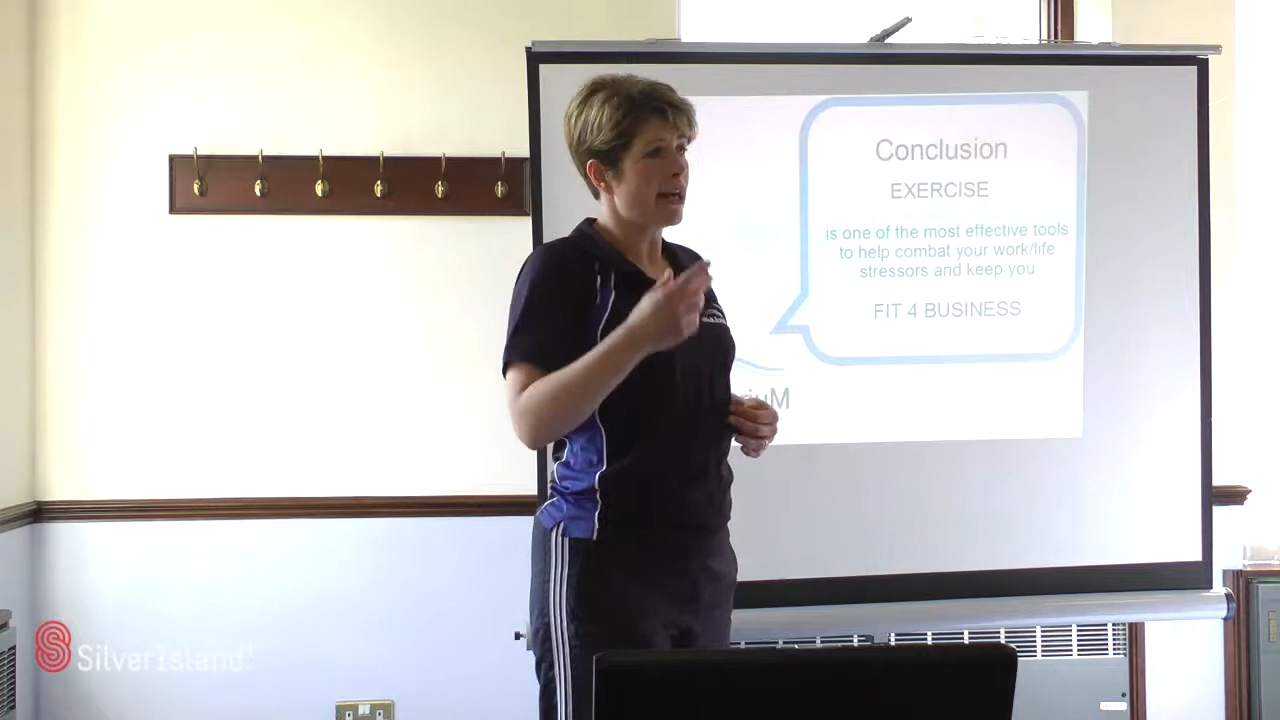 Conclusion
EXERCISE
is one of the most effective tools
to help combat your work/life
stressors and keep you
FIT 4 BUSINESS
SilverIsland